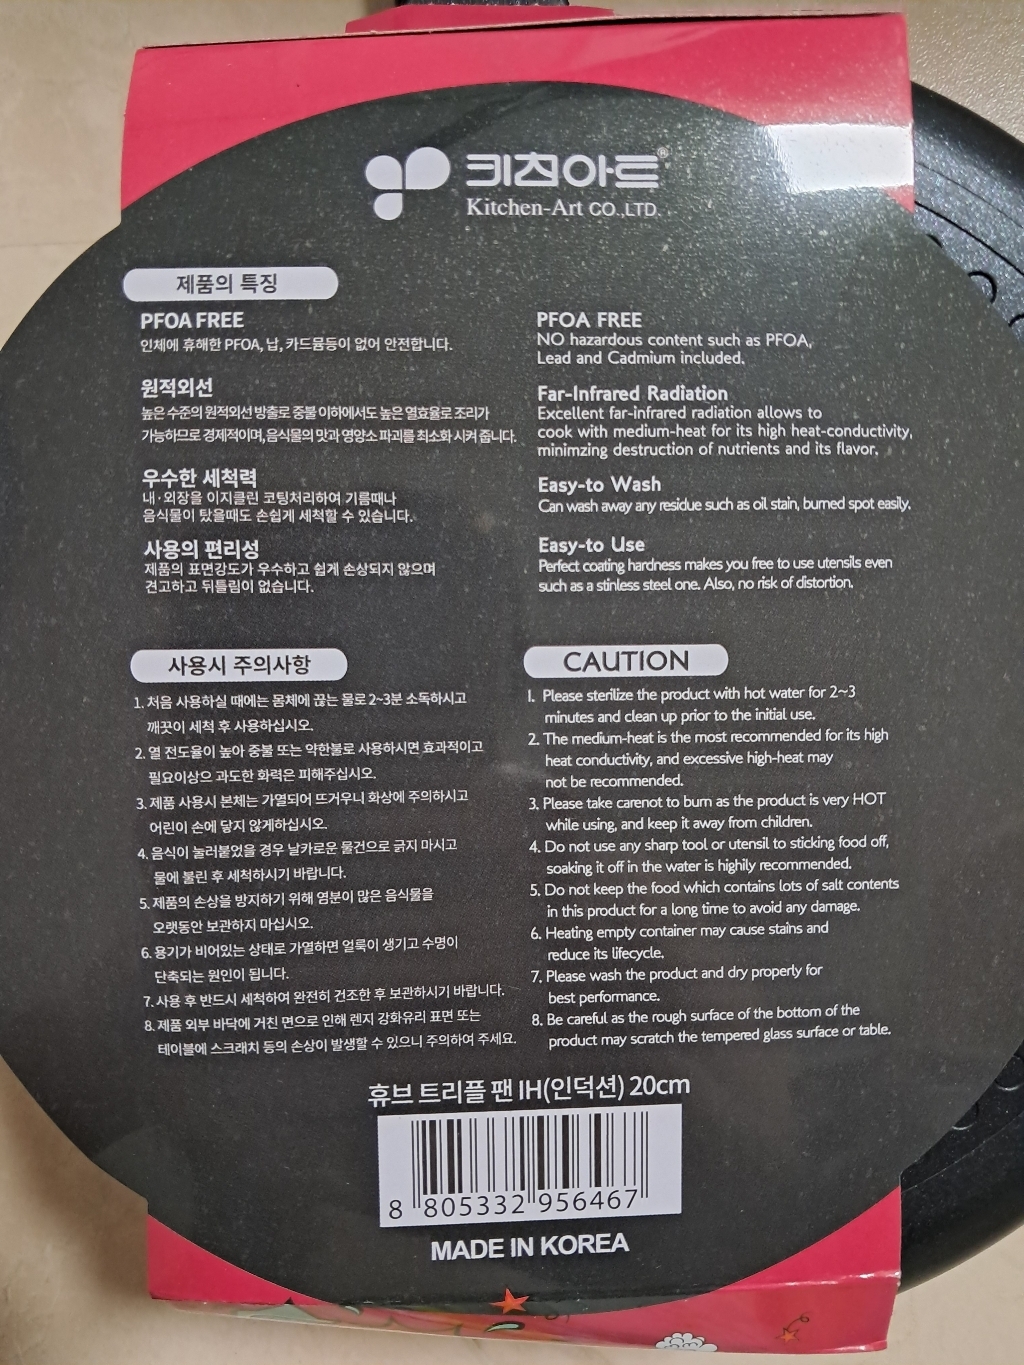 키친아트®
Kitchen-Art CO.,LTD.
제품의 특징
PFOA FREE
인체에 휴해한 PFOA, 납, 카드뮴등이 없어 안전합니다.
원적외선
높은 수준의 원적외선 방출로 중불 이하에서도 높은 열효율로 조리가
가능하므로 경제적이며, 음식물의 맛과 영양소 파괴를 최소화 시켜 줍니다.
우수한 세척력
내·외장을 이지클린 코팅처리하여 기름때나
음식물이 탔을때도 손쉽게 세척할 수 있습니다.
사용의 편리성
제품의 표면강도가 우수하고 쉽게 손상되지 않으며
견고하고 뒤틀림이 없습니다.
PFOA FREE
NO hazardous content such as PFOA,
Lead and Cadmium included.
Far-Infrared Radiation
Excellent far-infrared radiation allows to
cook with medium-heat for its high heat-conductivity,
minimzing destruction of nutrients and its flavor.
Easy-to Wash
Can wash away any residue such as oil stain, burned spot easily.
Easy-to Use
Perfect coating hardness makes you free to use utensils even
such as a stinless steel one. Also, no risk of distortion.
사용시 주의사항
1. 처음 사용하실 때에는 몸체에 끊는 물로 2~3분 소독하시고
깨끗이 세척 후 사용하십시오.
2. 열 전도율이 높아 중불 또는 약한불로 사용하시면 효과적이고
필요이상으 과도한 화력은 피해주십시오.
3. 제품 사용시 본체는 가열되어 뜨거우니 화상에 주의하시고
어린이 손에 닿지 않게하십시오.
4. 음식이 눌러붙었을 경우 날카로운 물건으로 긁지 마시고
물에 불린 후 세척하시기 바랍니다.
5. 제품의 손상을 방지하기 위해 염분이 많은 음식물을
오랫동안 보관하지 마십시오.
6. 용기가 비어있는 상태로 가열하면 얼룩이 생기고 수명이
단축되는 원인이 됩니다.
7. 사용 후 반드시 세척하여 완전히 건조한 후 보관하시기 바랍니다.
8. 제품 외부 바닥에 거친 면으로 인해 렌지 강화유리 표면 또는
테이블에 스크래치 등의 손상이 발생할 수 있으니 주의하여 주세요.
CAUTION
1. Please sterilize the product with hot water for 2~3
minutes and clean up prior to the initial use.
2. The medium-heat is the most recommended for its high
heat conductivity, and excessive high-heat may
not be recommended.
3. Please take carenot to burn as the product is very HOT
while using, and keep it away from children.
4. Do not use any sharp tool or utensil to sticking food off,
soaking it off in the water is highily recommended.
5. Do not keep the food which contains lots of salt contents
in this product for a long time to avoid any damage.
6. Heating empty container may cause stains and
reduce its lifecycle.
7. Please wash the product and dry properly for
best performance.
8. Be careful as the rough surface of the bottom of the
product may scratch the tempered glass surface or table.
휴브 트리플 팬 IH(인덕션) 20cm
8 805332 956467
MADE IN KOREA